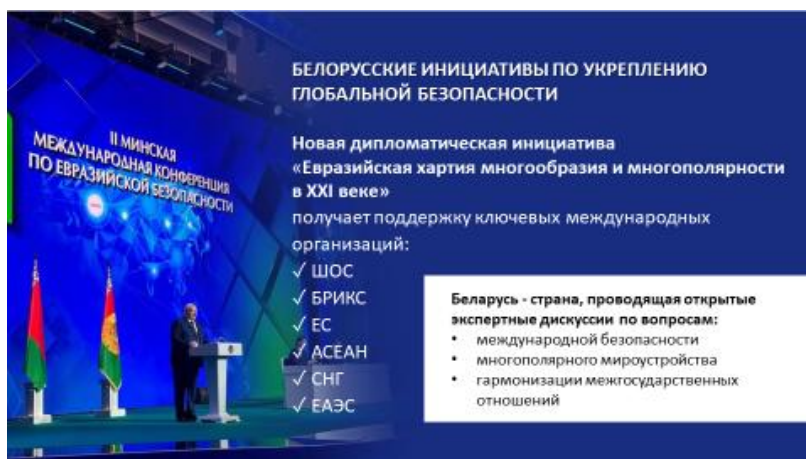 II МИНСКАЯ
МЕЖДУНАРОДНАЯ КОНФЕРЕНЦИЯ
ПО ЕВРАЗИЙСКОЙ БЕЗОПАСНОСТИ
БЕЛОРУССКИЕ ИНИЦИАТИВЫ ПО УКРЕПЛЕНИЮ
ГЛОБАЛЬНОЙ БЕЗОПАСНОСТИ
Новая дипломатическая инициатива
«Евразийская хартия многообразия и многополярности
в XXI веке»
получает поддержку ключевых международных
организаций:
✓ ШОС
✓ БРИКС
✓ ЕС
✓ АСЕАН
✓ СНГ
✓ ЕАЭС
Беларусь - страна, проводящая открытые
экспертные дискуссии по вопросам:
• международной безопасности
• многополярного мироустройства
• гармонизации межгосударственных
отношений